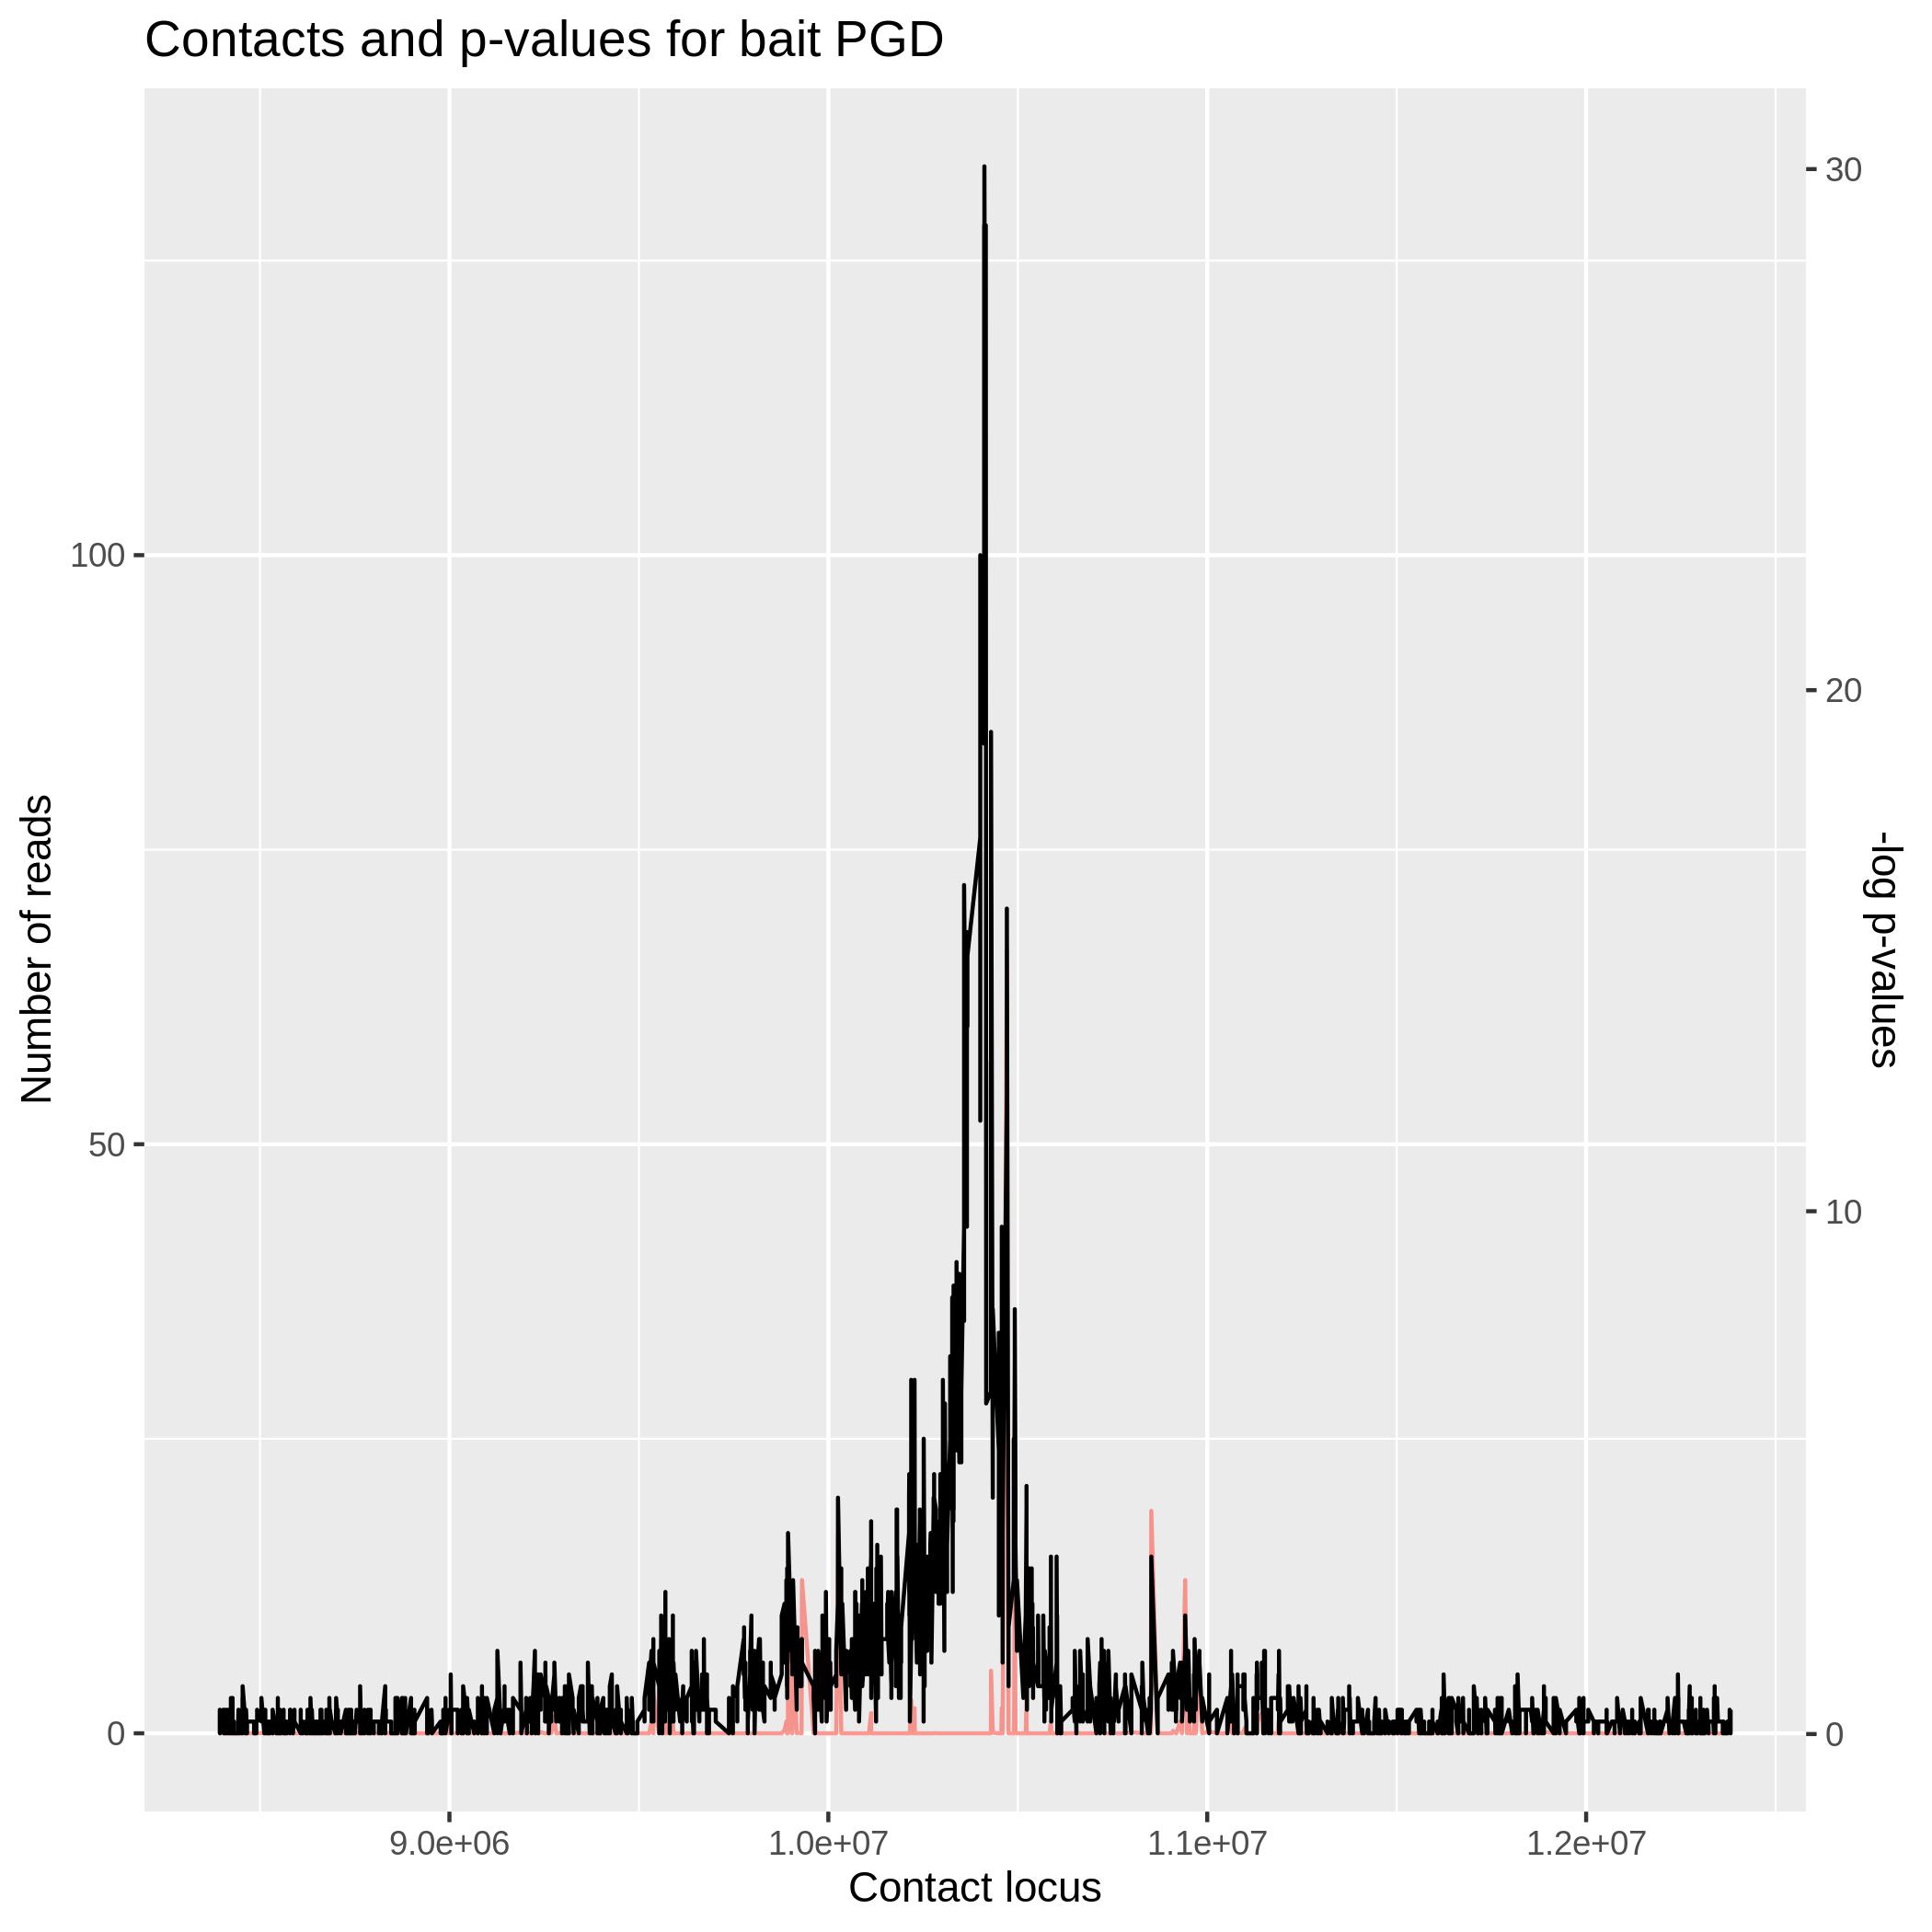 Contacts and p-values for bait PGD
30
100
20
Number of reads
-log p-values
50
10
0
0
9.0e+06
1.0e+07
1.1e+07
1.2e+07
Contact locus